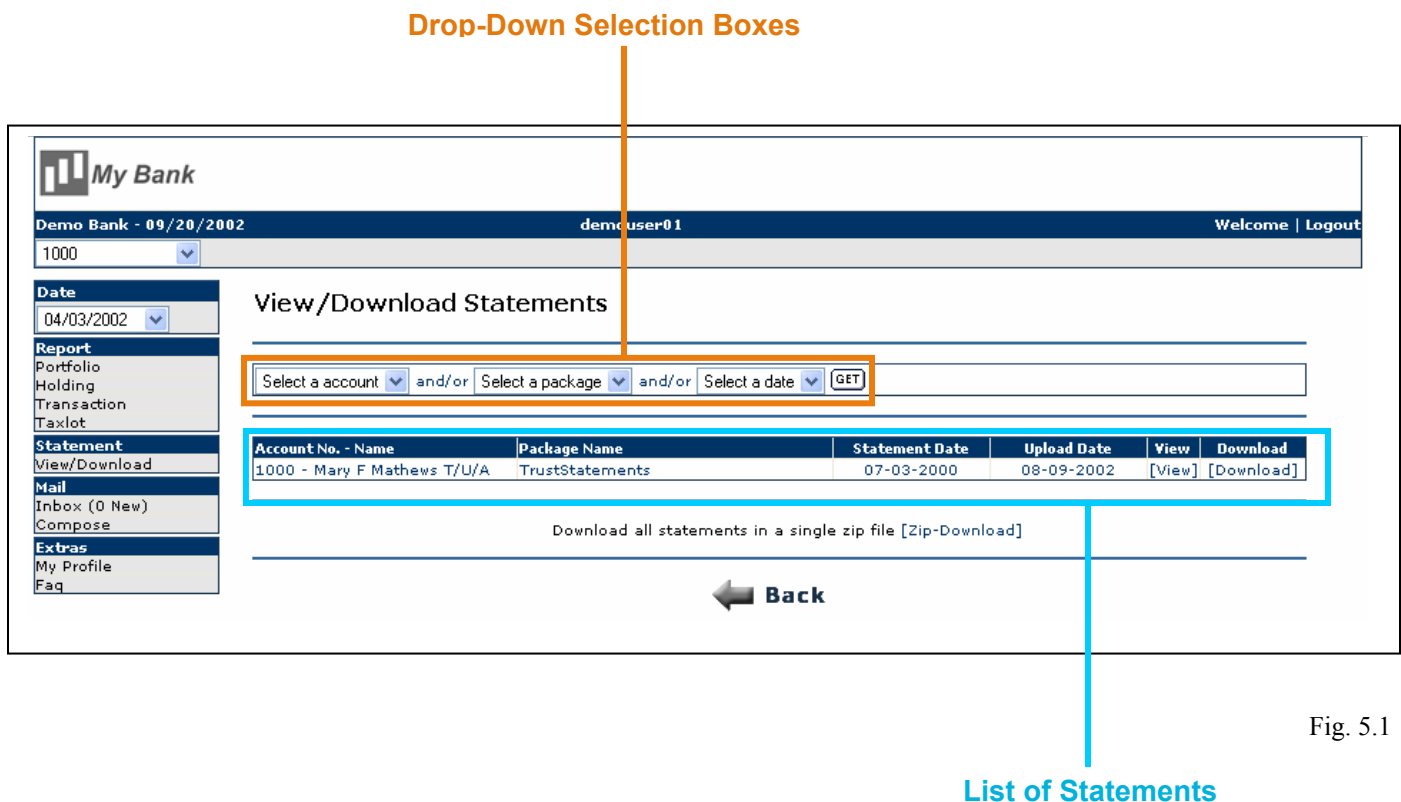 Drop-Down Selection Boxes
My Bank
Demo Bank - 09/20/2002 demouser01 Welcome | Logout
1000
Date
04/03/2002
Report
Portfolio
Holding
Transaction
Taxlot
Statement
View/Download
Mail
Inbox (0 New)
Compose
Extras
My Profile
Faq
View/Download Statements
Select a account and/or Select a package and/or Select a date GET
Account No. - Name Package Name Statement Date Upload Date View Download
1000 - Mary F Mathews T/U/A TrustStatements 07-03-2000 08-09-2002 [View] [Download]
Download all statements in a single zip file [Zip-Download]
Back
Fig. 5.1
List of Statements